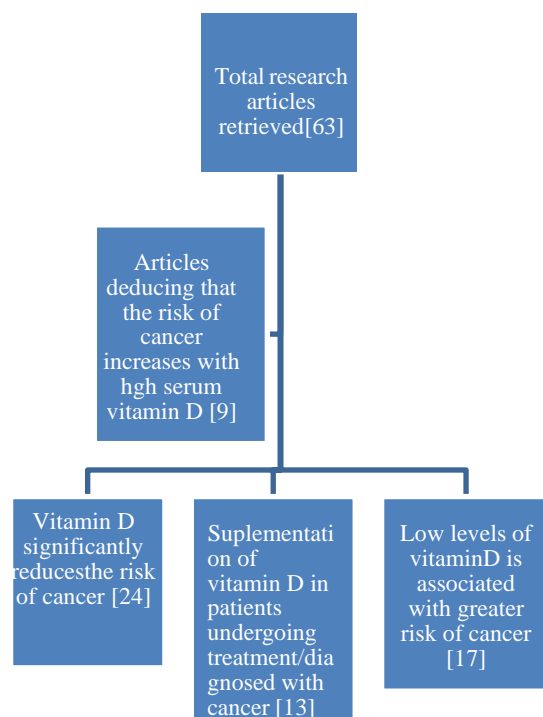 Total research
articles
retrieved[63]
Articles
deducing that
the risk of
cancer
increases with
hgh serum
vitamin D [9]
Vitamin D
significantly
reducesthe risk
of cancer [24]
Suplementati
on of
vitamin D in
patients
undergoing
treatment/dia
gnosed with
cancer [13]
Low levels of
vitaminD is
associated
with greater
risk of cancer
[17]